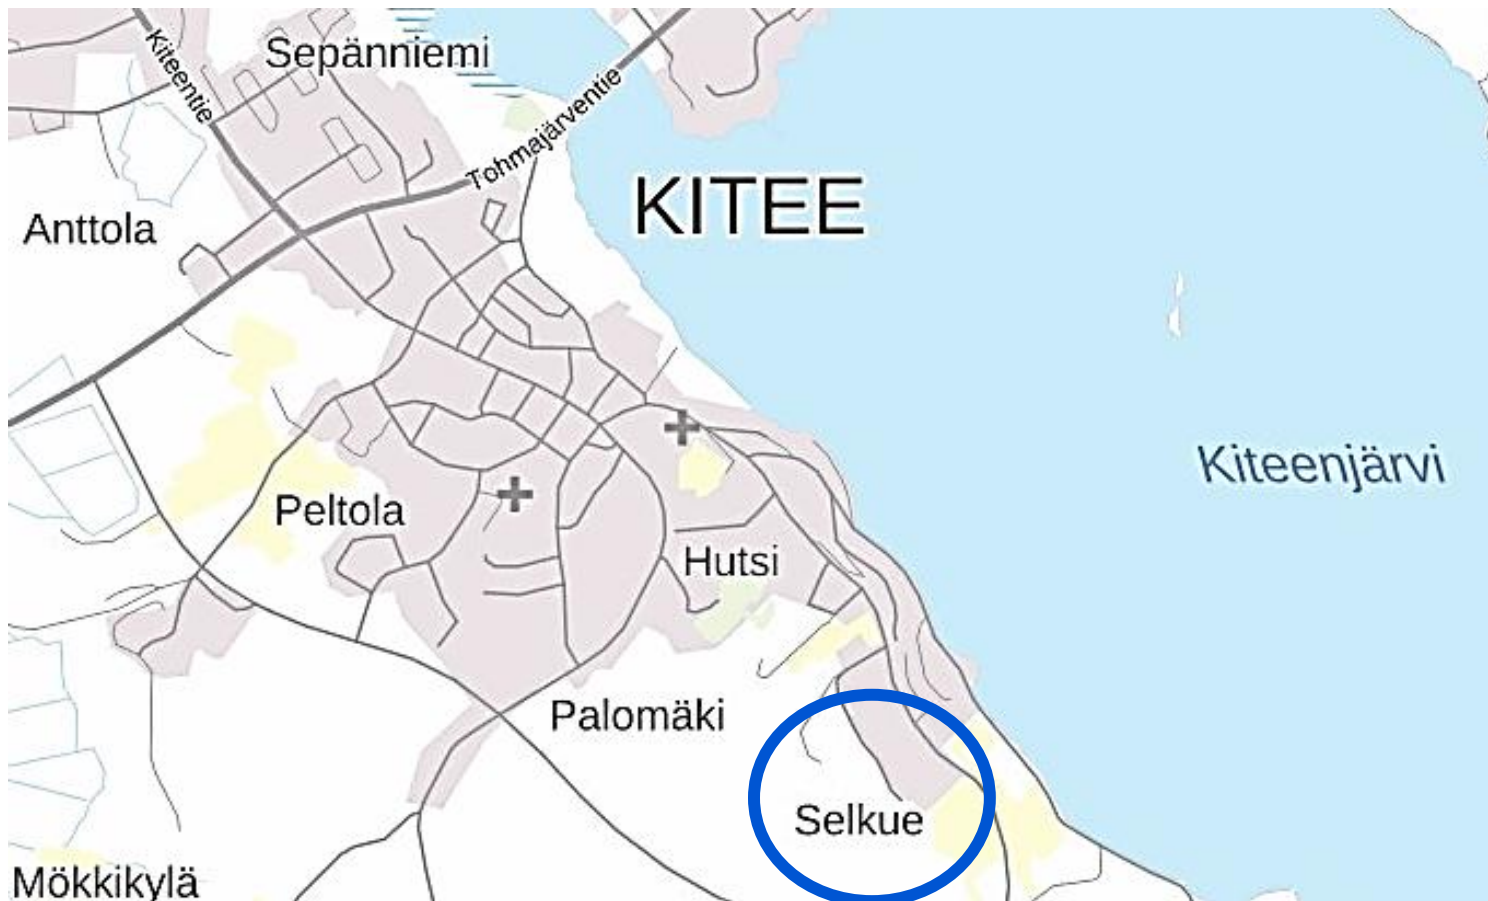 Sepänniemi
Kiteentie
Tohmajärventie
KITEE
Anttola
Kiteenjärvi
Peltola
Hutsi
Palomäki
Selkue
Mökkikylä